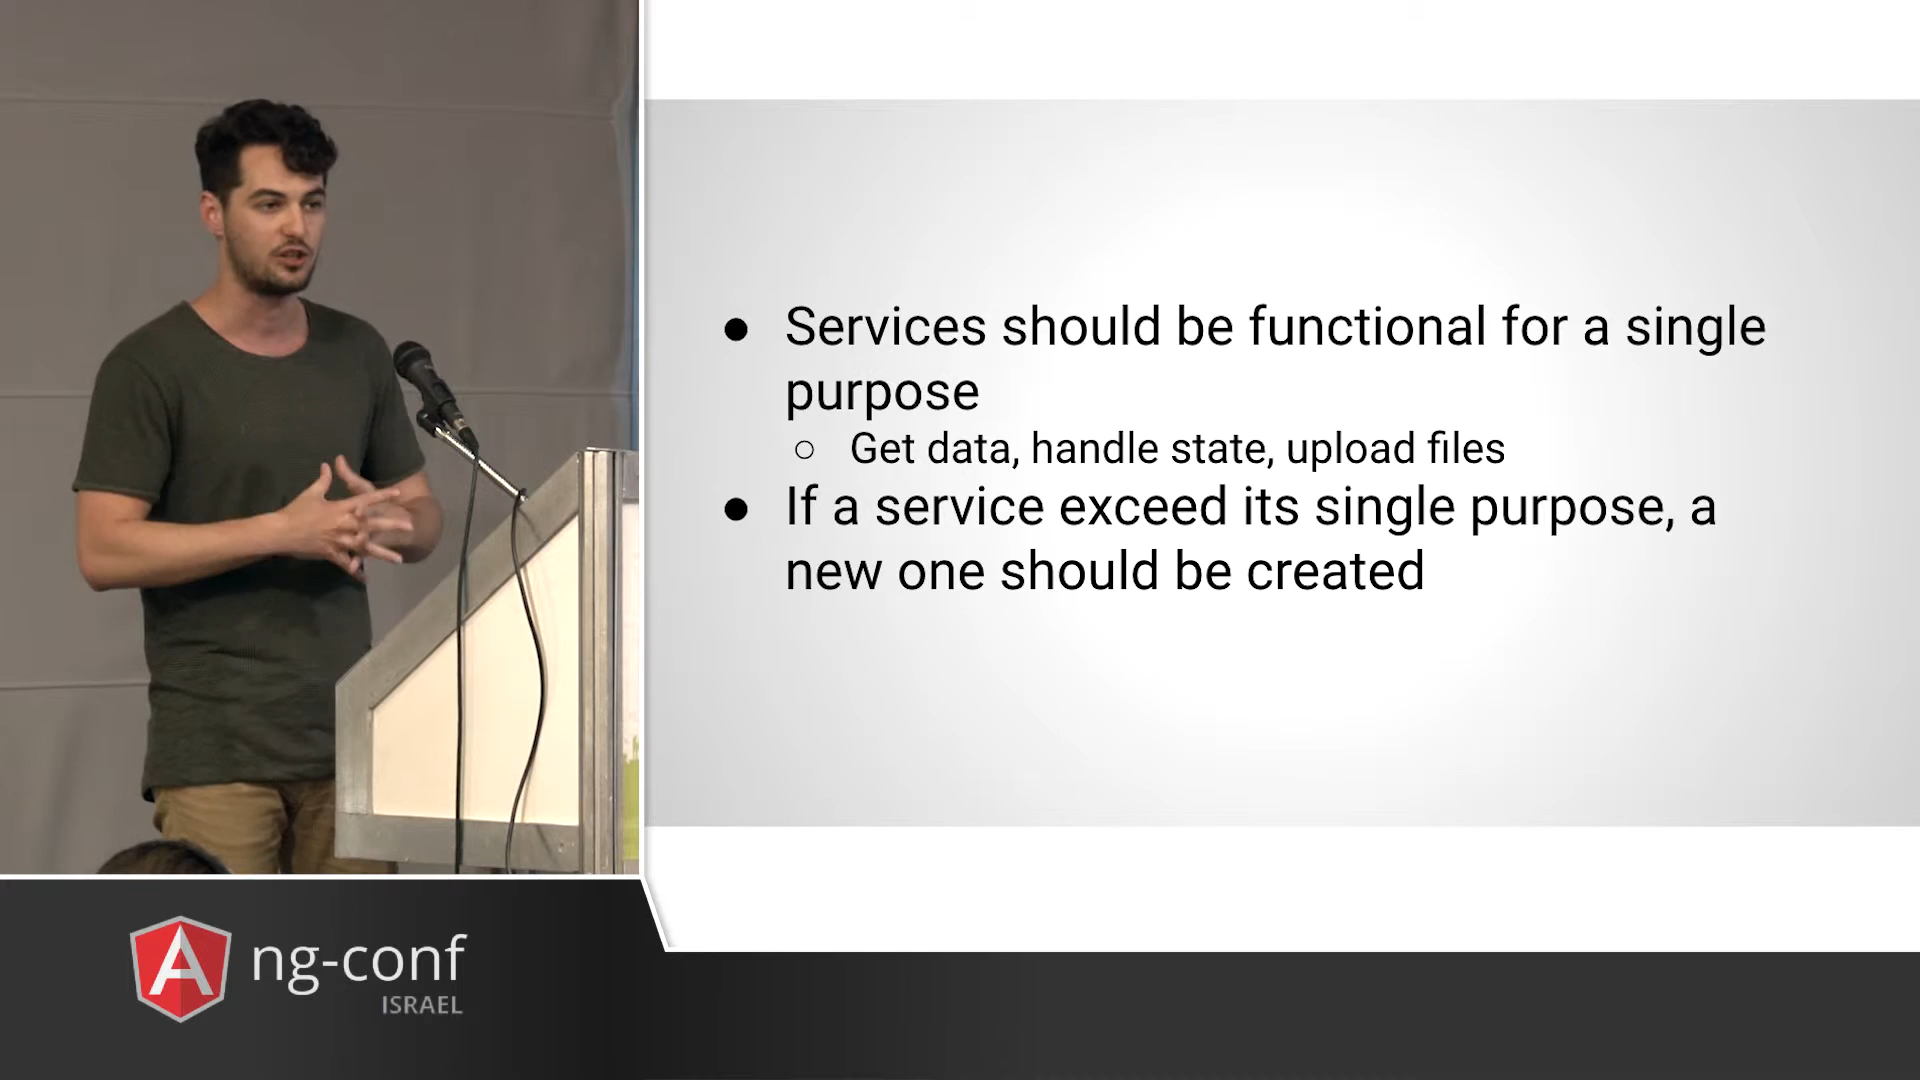 ● Services should be functional for a single
purpose
○ Get data, handle state, upload files
● If a service exceed its single purpose, a
new one should be created
A ng-conf
ISRAEL